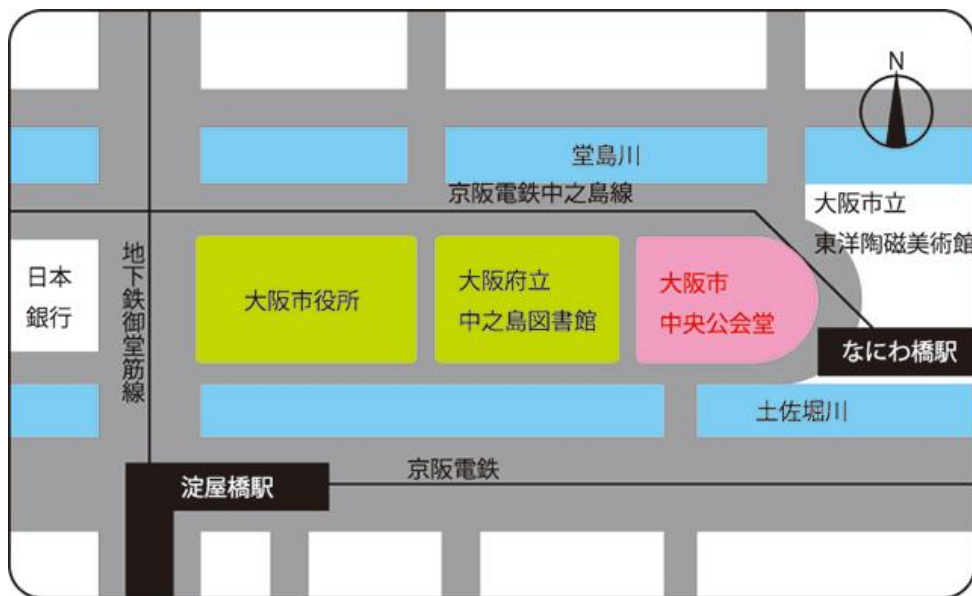 N
堂島川
京阪電鉄中之島線
大阪市立
東洋陶磁美術館
地下鉄御堂筋線
日本
銀行
大阪市役所
大阪府立
中之島図書館
大阪市
中央公会堂
なにわ橋駅
土佐堀川
京阪電鉄
淀屋橋駅